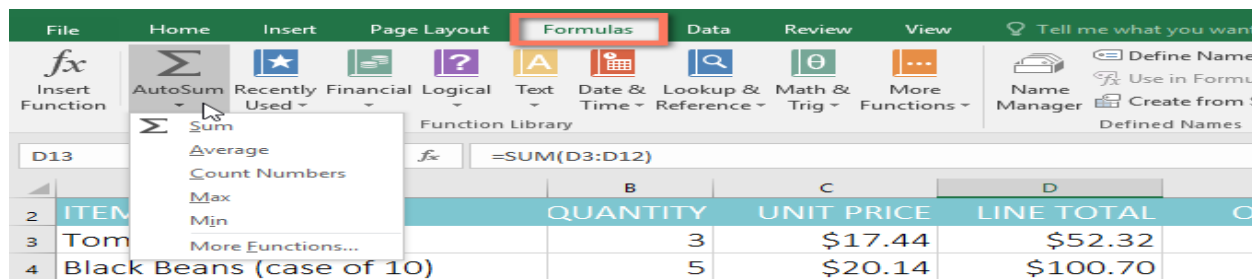 File Home Insert Page Layout Formulas Data Review View Tell me what you want
fx Σ ? A θ Define Name
Insert AutoSum Recently Financial Logical Text Date & Lookup & Math & More Name Use in Formu
Function Used Time Reference Trig Functions Manager Create from
Function Library Defined Names
Σ Sum
Average
Count Numbers
Max
Min
More Functions...
D13 fx =SUM(D3:D12)
B C D
2 ITEM QUANTITY UNIT PRICE LINE TOTAL
3 Tom 3 $17.44 $52.32
4 Black Beans (case of 10) 5 $20.14 $100.70